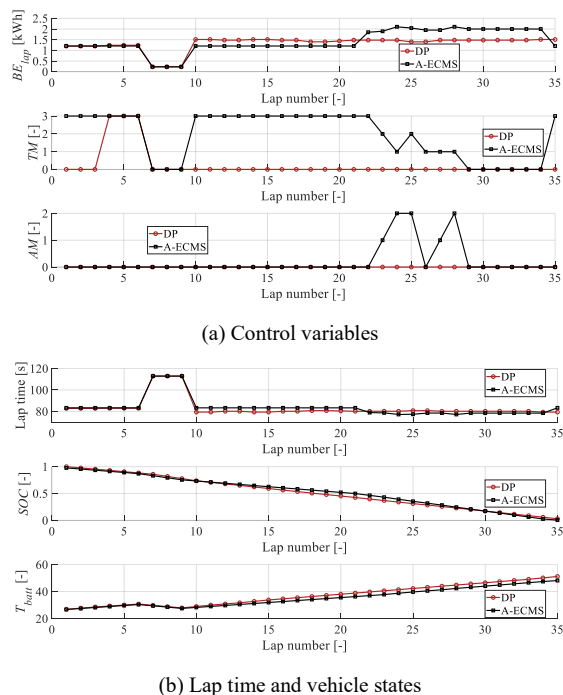 BE_lap [kWh]
2.5
2
1.5
1
0.5
0
0 5 10 15 20 25 30 35
DP
A-ECMS
Lap number [-]
TM [-]
3
2
1
0
0 5 10 15 20 25 30 35
DP
A-ECMS
Lap number [-]
AM [-]
2
1
0
0 5 10 15 20 25 30 35
DP
A-ECMS
Lap number [-]
(a) Control variables
Lap time [s]
120
100
80
0 5 10 15 20 25 30 35
DP
A-ECMS
Lap number [-]
SOC [-]
1
0.5
0
0 5 10 15 20 25 30 35
DP
A-ECMS
Lap number [-]
T_batt [-]
60
40
20
0 5 10 15 20 25 30 35
DP
A-ECMS
Lap number [-]
(b) Lap time and vehicle states